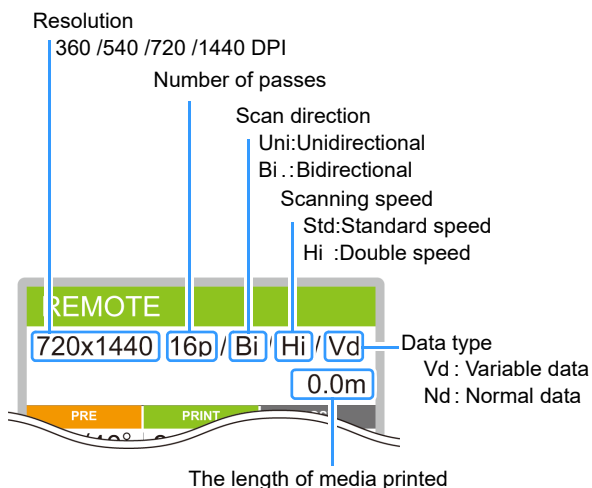 Resolution
360 /540 /720 /1440 DPI
Number of passes
Scan direction
Uni:Unidirectional
Bi .: Bidirectional
Scanning speed
Std:Standard speed
Hi :Double speed
REMOTE
720x1440 16p / Bi / Hi / Vd
Data type
Vd : Variable data
Nd : Normal data
0.0m
PRE PRINT
The length of media printed